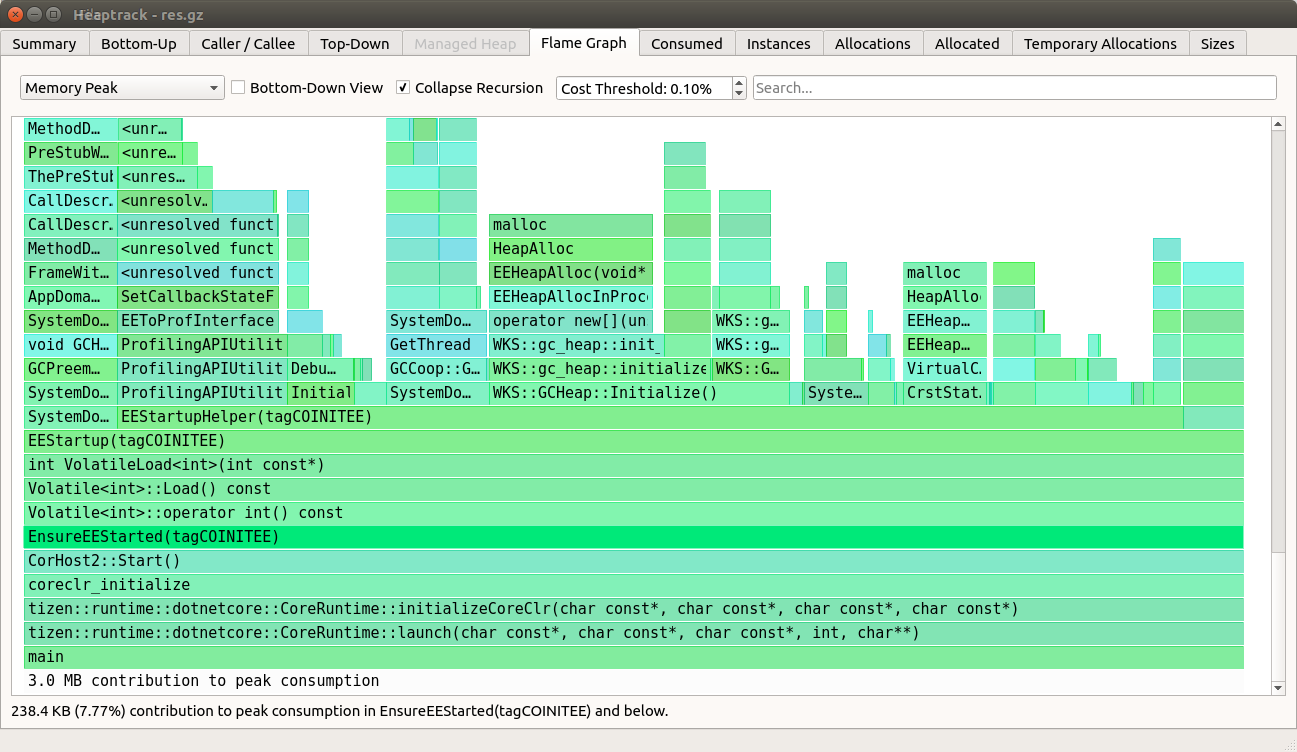 Heaptrack - res.gz
Summary Bottom-Up Caller / Callee Top-Down Managed Heap Flame Graph Consumed Instances Allocations Allocated Temporary Allocations Sizes
Memory Peak Bottom-Down View Collapse Recursion Cost Threshold: 0.10% Search...
MethodD... <unr...
PreStubW... <unre...
ThePreStub <unres...
CallDescr... <unresolv...
CallDescr... <unresolved funct malloc
MethodD... <unresolved funct HeapAlloc
FrameWit... <unresolved funct EEHeapAlloc(void* malloc
AppDoma... SetCallbackStateF EEHeapAllocInProc HeapAlloc
SystemDo... EEToProfInterface SystemDo... operator new[](un WKS::g... EEHeap...
void GCH... ProfilingAPIUtilit GetThread WKS::gc_heap::init_ WKS::g... EEHeap...
GCPreem... ProfilingAPIUtilit Debu... GCCoop::G... WKS::gc_heap::initialize WKS::G... VirtualC...
SystemDo... ProfilingAPIUtilit Initial SystemDo... WKS::GCHeap::Initialize() Syste... CrstStat...
SystemDo... EEStartupHelper(tagCOINITEE)
EEStartup(tagCOINITEE)
int VolatileLoad<int>(int const*)
Volatile<int>::Load() const
Volatile<int>::operator int() const
EnsureEEStarted(tagCOINITEE)
CorHost2::Start()
coreclr_initialize
tizen::runtime::dotnetcore::CoreRuntime::initializeCoreClr(char const*, char const*, char const*, char const*)
tizen::runtime::dotnetcore::CoreRuntime::launch(char const*, char const*, char const*, int, char**)
main
3.0 MB contribution to peak consumption
238.4 KB (7.77%) contribution to peak consumption in EnsureEEStarted(tagCOINITEE) and below.